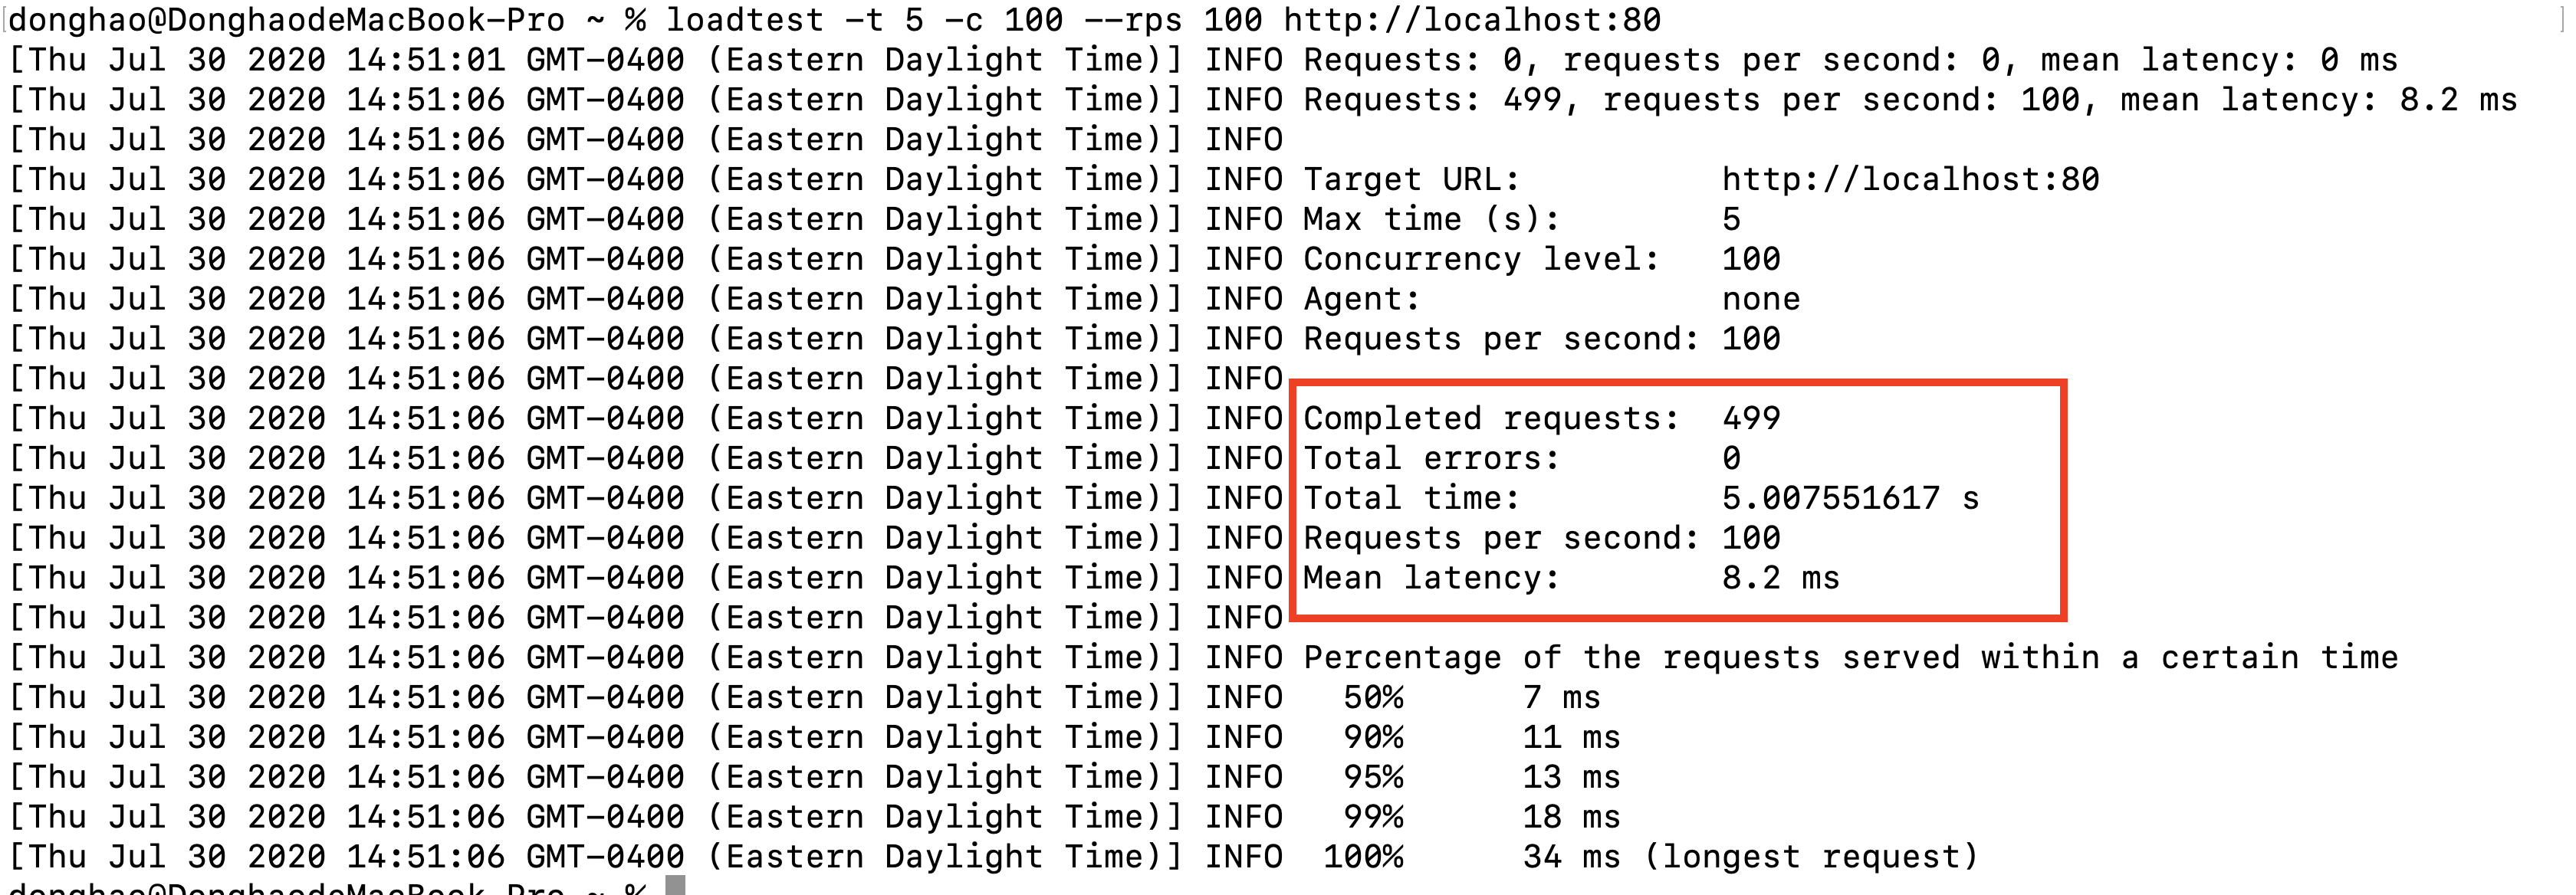 donghao@DonghaodeMacBook-Pro ~ % loadtest -t 5 -c 100 --rps 100 http://localhost:80
[Thu Jul 30 2020 14:51:01 GMT-0400 (Eastern Daylight Time)] INFO Requests: 0, requests per second: 0, mean latency: 0 ms
[Thu Jul 30 2020 14:51:06 GMT-0400 (Eastern Daylight Time)] INFO Requests: 499, requests per second: 100, mean latency: 8.2 ms
[Thu Jul 30 2020 14:51:06 GMT-0400 (Eastern Daylight Time)] INFO
[Thu Jul 30 2020 14:51:06 GMT-0400 (Eastern Daylight Time)] INFO Target URL:          http://localhost:80
[Thu Jul 30 2020 14:51:06 GMT-0400 (Eastern Daylight Time)] INFO Max time (s):        5
[Thu Jul 30 2020 14:51:06 GMT-0400 (Eastern Daylight Time)] INFO Concurrency level:   100
[Thu Jul 30 2020 14:51:06 GMT-0400 (Eastern Daylight Time)] INFO Agent:               none
[Thu Jul 30 2020 14:51:06 GMT-0400 (Eastern Daylight Time)] INFO Requests per second: 100
[Thu Jul 30 2020 14:51:06 GMT-0400 (Eastern Daylight Time)] INFO
[Thu Jul 30 2020 14:51:06 GMT-0400 (Eastern Daylight Time)] INFO Completed requests:  499
[Thu Jul 30 2020 14:51:06 GMT-0400 (Eastern Daylight Time)] INFO Total errors:        0
[Thu Jul 30 2020 14:51:06 GMT-0400 (Eastern Daylight Time)] INFO Total time:          5.007551617 s
[Thu Jul 30 2020 14:51:06 GMT-0400 (Eastern Daylight Time)] INFO Requests per second: 100
[Thu Jul 30 2020 14:51:06 GMT-0400 (Eastern Daylight Time)] INFO Mean latency:        8.2 ms
[Thu Jul 30 2020 14:51:06 GMT-0400 (Eastern Daylight Time)] INFO
[Thu Jul 30 2020 14:51:06 GMT-0400 (Eastern Daylight Time)] INFO Percentage of the requests served within a certain time
[Thu Jul 30 2020 14:51:06 GMT-0400 (Eastern Daylight Time)] INFO   50%      7 ms
[Thu Jul 30 2020 14:51:06 GMT-0400 (Eastern Daylight Time)] INFO   90%      11 ms
[Thu Jul 30 2020 14:51:06 GMT-0400 (Eastern Daylight Time)] INFO   95%      13 ms
[Thu Jul 30 2020 14:51:06 GMT-0400 (Eastern Daylight Time)] INFO   99%      18 ms
[Thu Jul 30 2020 14:51:06 GMT-0400 (Eastern Daylight Time)] INFO  100%      34 ms (longest request)
donghao@DonghaodeMacBook-Pro ~ %